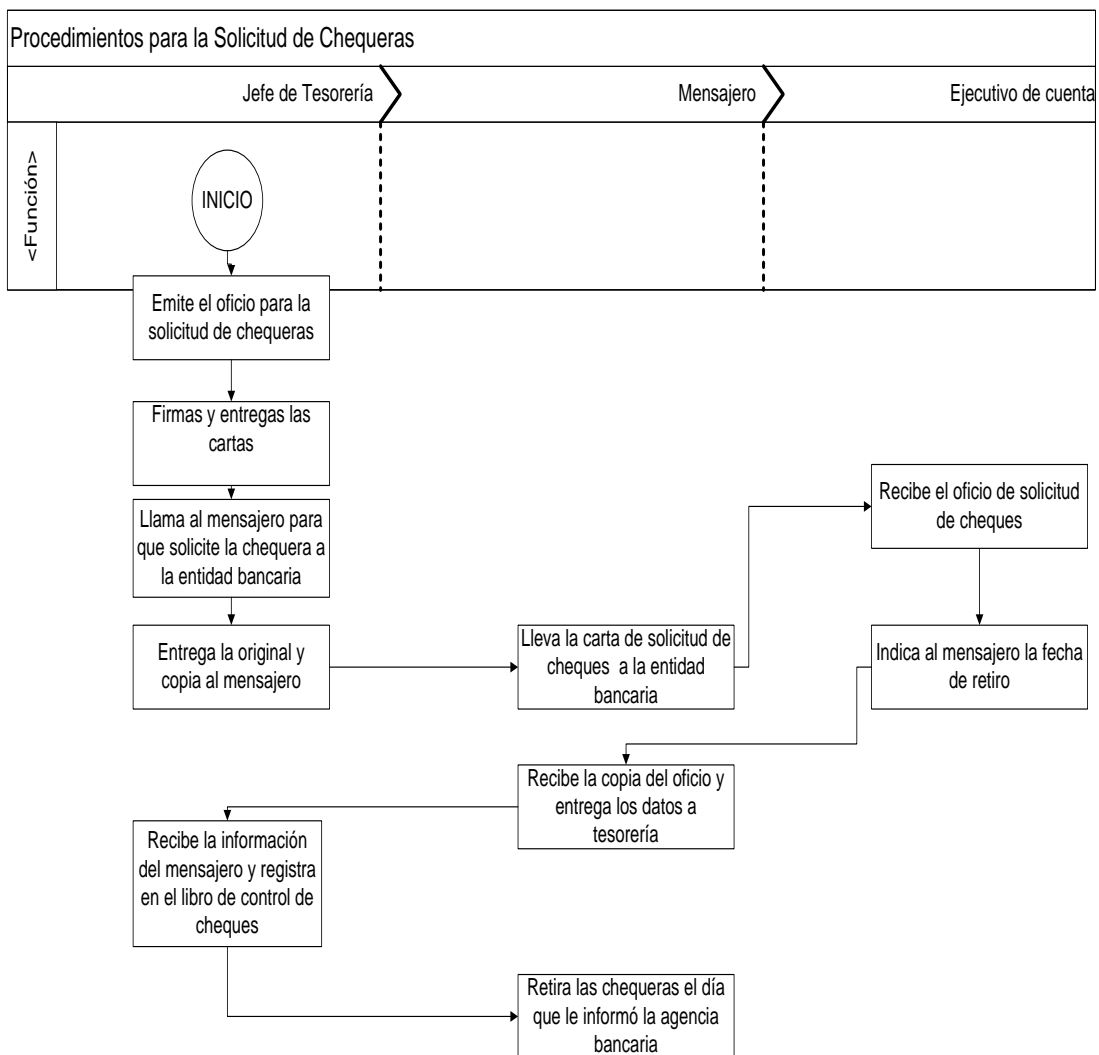 Procedimientos para la Solicitud de Chequeras
Jefe de Tesorería
Mensajero
Ejecutivo de cuenta
<Función>
INICIO
Emite el oficio para la
solicitud de chequeras
Firmas y entregas las
cartas
Llama al mensajero para
que solicite la chequera a
la entidad bancaria
Entrega la original y
copia al mensajero
Lleva la carta de solicitud de
cheques a la entidad
bancaria
Recibe el oficio de solicitud
de cheques
Indica al mensajero la fecha
de retiro
Recibe la copia del oficio y
entrega los datos a
tesorería
Recibe la información
del mensajero y registra
en el libro de control de
cheques
Retira las chequeras el día
que le informó la agencia
bancaria